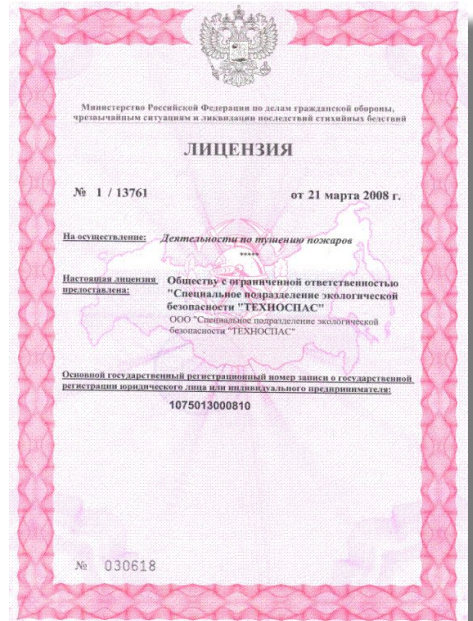 Министерство Российской Федерации по делам гражданской обороны,
чрезвычайным ситуациям и ликвидации последствий стихийных бедствий
ЛИЦЕНЗИЯ
№ 1 / 13761 от 21 марта 2008 г.
На осуществление: Деятельности по тушению пожаров
*****
Настоящая лицензия Обществу с ограниченной ответственностью
предоставлена: "Специальное подразделение экологической
безопасности "ТЕХНОСПАС"
ООО "Специальное подразделение экологической
безопасности "ТЕХНОСПАС"
Основной государственный регистрационный номер записи о государственной
регистрации юридического лица или индивидуального предпринимателя:
1075013000810
№ 030618